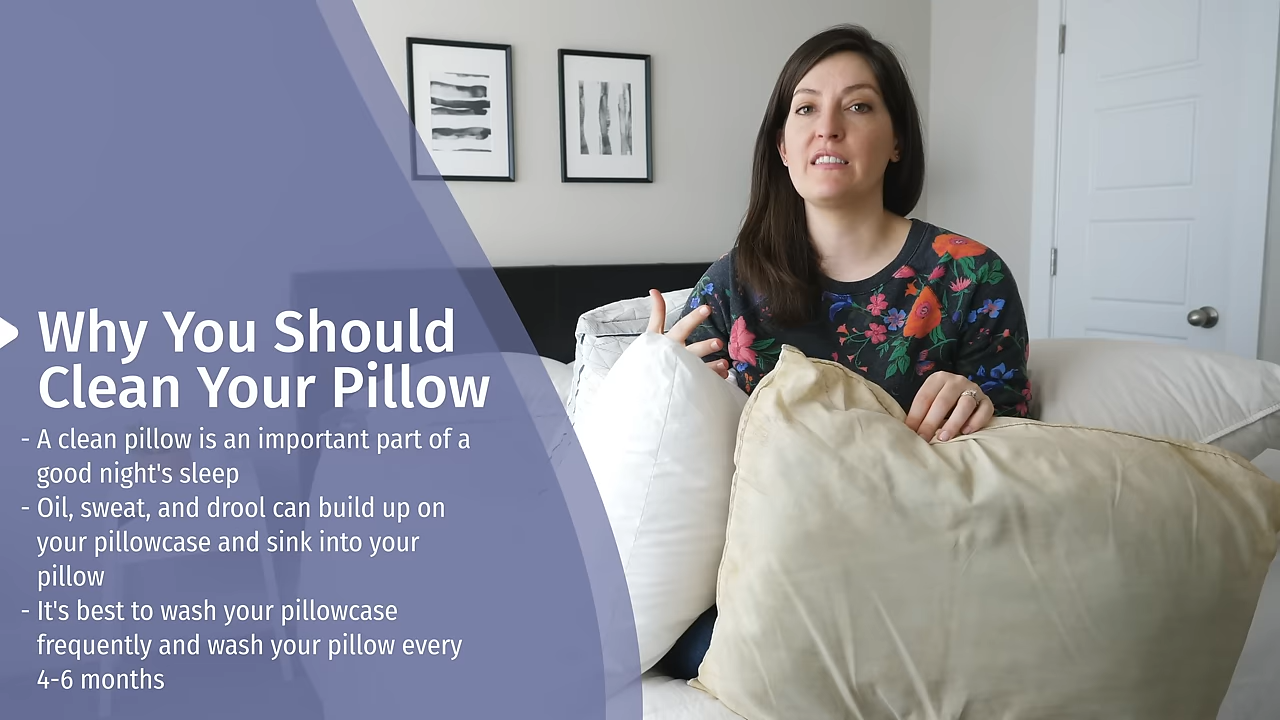 Why You Should
Clean Your Pillow
- A clean pillow is an important part of a
good night's sleep
- Oil, sweat, and drool can build up on
your pillowcase and sink into your
pillow
- It's best to wash your pillowcase
frequently and wash your pillow every
4-6 months